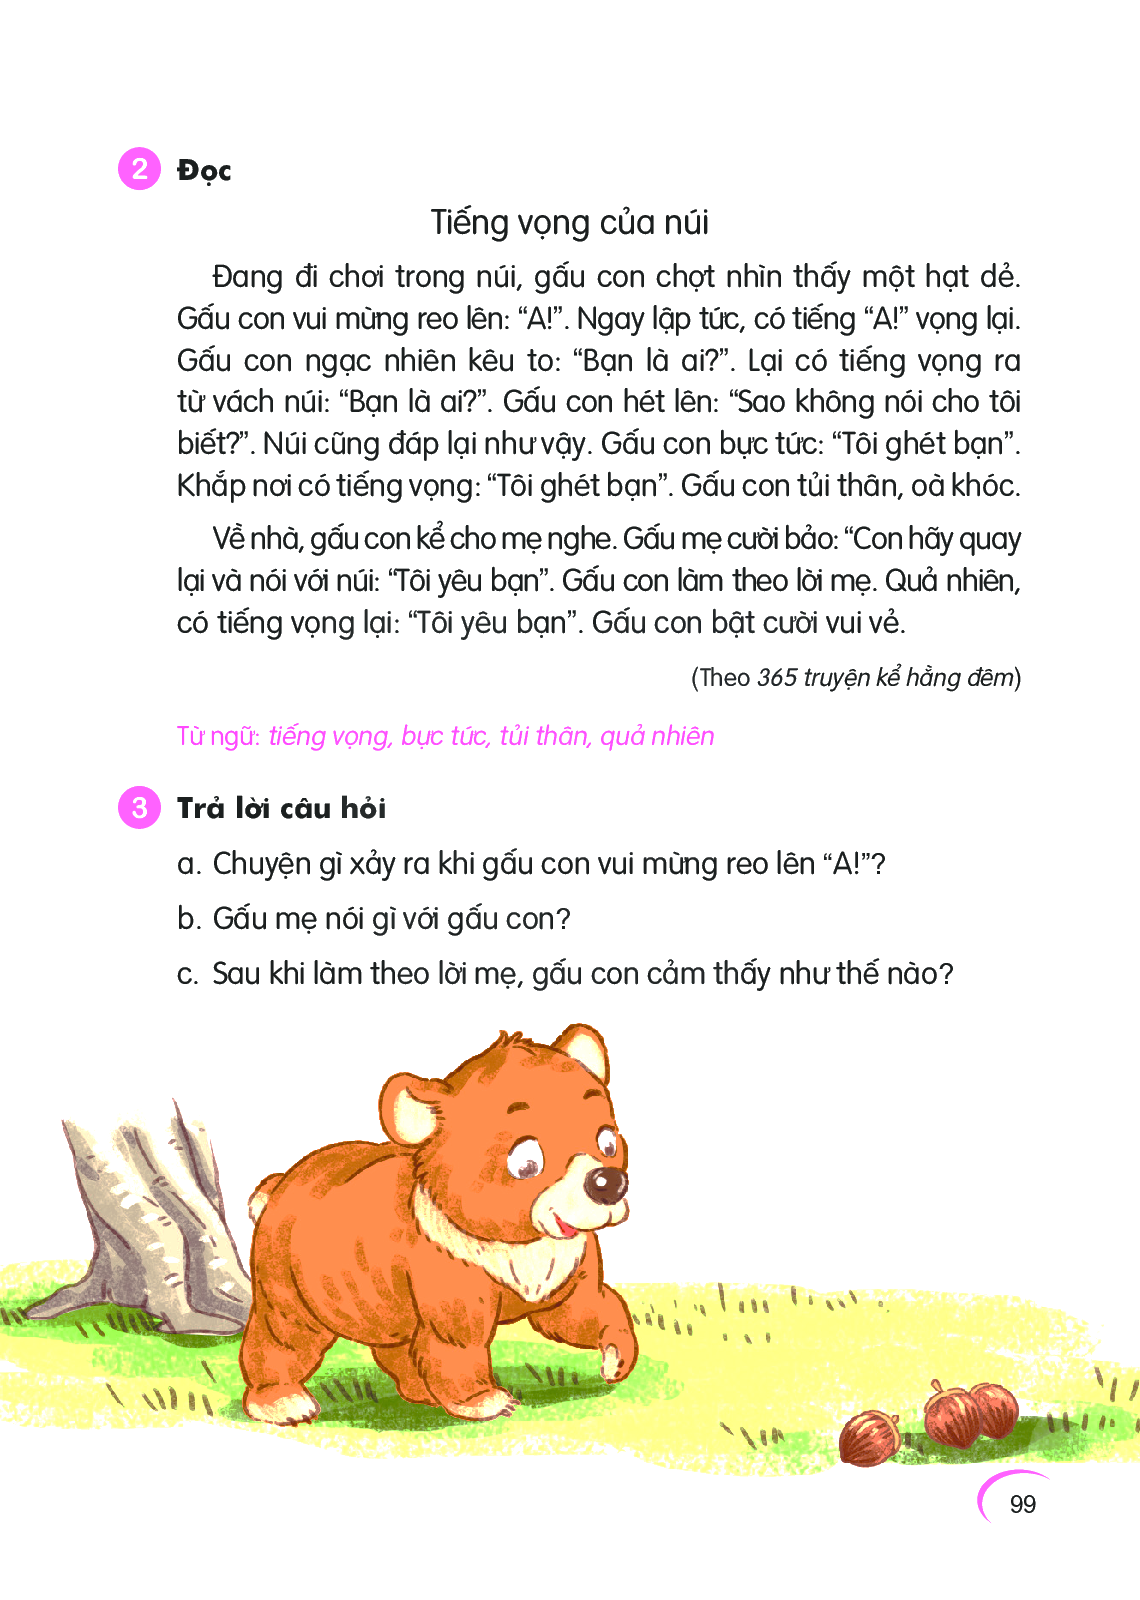 2 Đọc
Tiếng vọng của núi
Đang đi chơi trong núi, gấu con chợt nhìn thấy một hạt dẻ.
Gấu con vui mừng reo lên: “A!”. Ngay lập tức, có tiếng “A!” vọng lại.
Gấu con ngạc nhiên kêu to: “Bạn là ai?”. Lại có tiếng vọng ra
từ vách núi: “Bạn là ai?”. Gấu con hét lên: “Sao không nói cho tôi
biết?”. Núi cũng đáp lại như vậy. Gấu con bực tức: “Tôi ghét bạn”.
Khắp nơi có tiếng vọng: “Tôi ghét bạn”. Gấu con tủi thân, oà khóc.
Về nhà, gấu con kể cho mẹ nghe. Gấu mẹ cười bảo: “Con hãy quay
lại và nói với núi: “Tôi yêu bạn”. Gấu con làm theo lời mẹ. Quả nhiên,
có tiếng vọng lại: “Tôi yêu bạn”. Gấu con bật cười vui vẻ.
(Theo 365 truyện kể hằng đêm)
Từ ngữ: tiếng vọng, bực tức, tủi thân, quả nhiên
3 Trả lời câu hỏi
a. Chuyện gì xảy ra khi gấu con vui mừng reo lên “A!”?
b. Gấu mẹ nói gì với gấu con?
c. Sau khi làm theo lời mẹ, gấu con cảm thấy như thế nào?
99